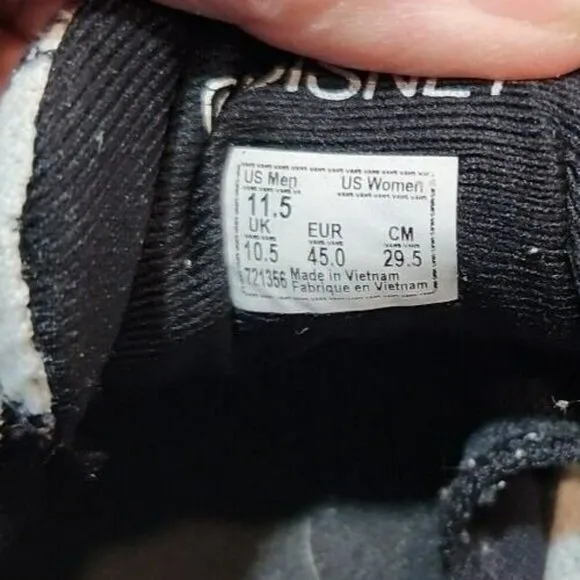 DISNEY
US Men US Women
11.5
UK EUR CM
10.5 45.0 29.5
721356 Made in Vietnam
Fabrique en Vietnam